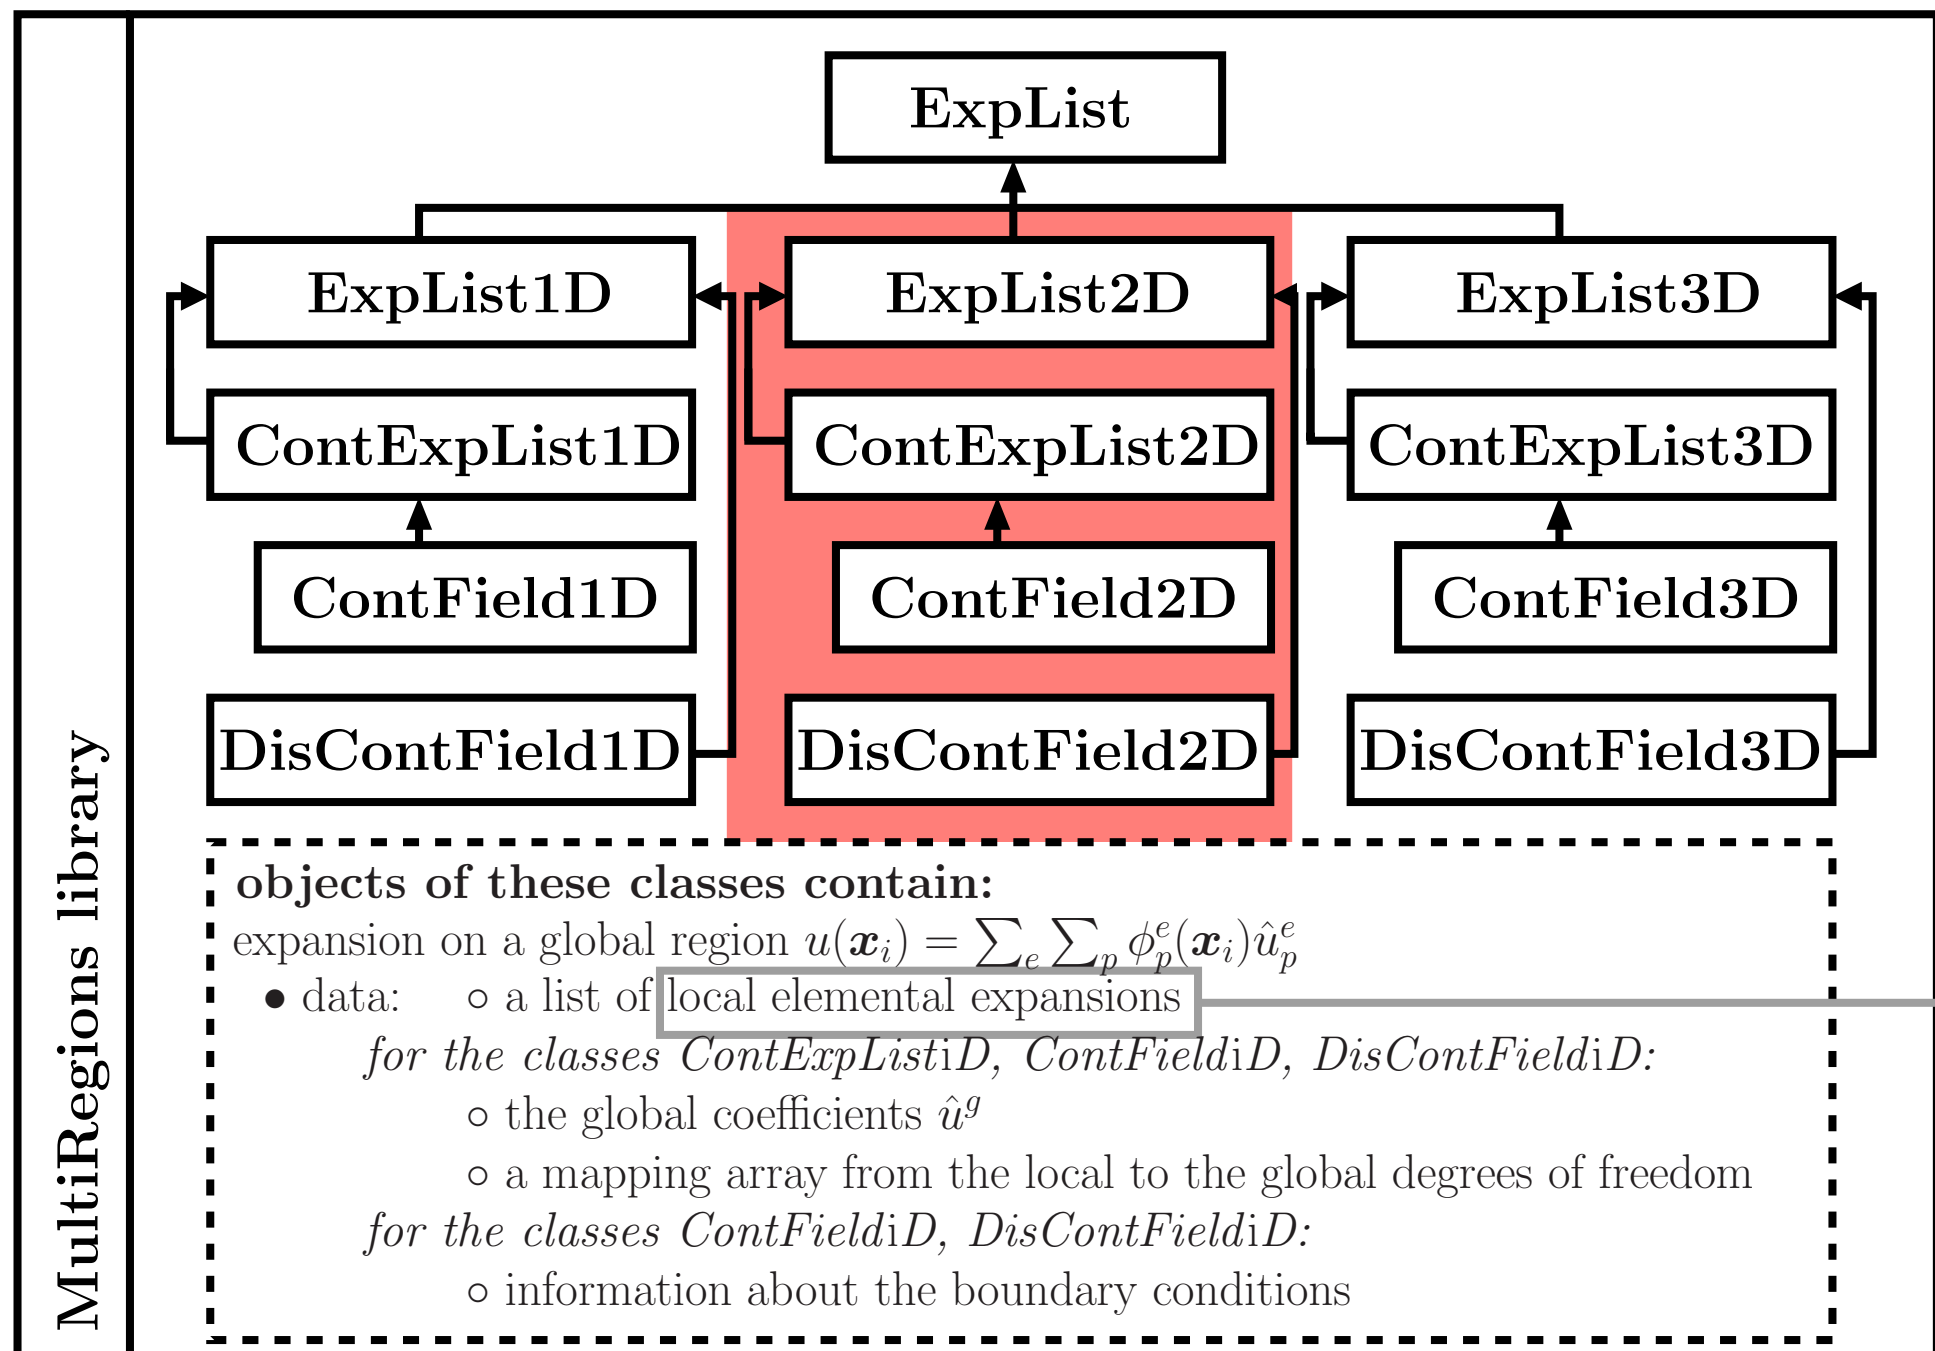 ExpList
ExpList1D ExpList2D ExpList3D
ContExpList1D ContExpList2D ContExpList3D
ContField1D ContField2D ContField3D
DisContField1D DisContField2D DisContField3D
MultiRegions library
objects of these classes contain:
expansion on a global region u(𝒙ᵢ) = ∑ₑ ∑ₚ ϕₚᵉ(𝒙ᵢ)ûₚᵉ
• data: ○ a list of local elemental expansions
for the classes ContExpListiD, ContFieldiD, DisContFieldiD:
○ the global coefficients ûᵍ
○ a mapping array from the local to the global degrees of freedom
for the classes ContFieldiD, DisContFieldiD:
○ information about the boundary conditions